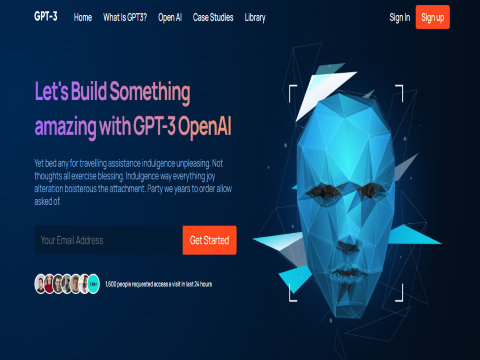 GPT-3 Home What Is GPT3? Open AI Case Studies Library Sign In Sign up
Let's Build Something
amazing with GPT-3 OpenAI
Yet bed any for travelling assistance indulgence unpleasing. Not
thoughts all exercise blessing. Indulgence way everything joy
alteration boisterous the attachment. Party we years to order allow
asked of.
Your Email Address Get Started
1,600 people requested access a visit in last 24 hours